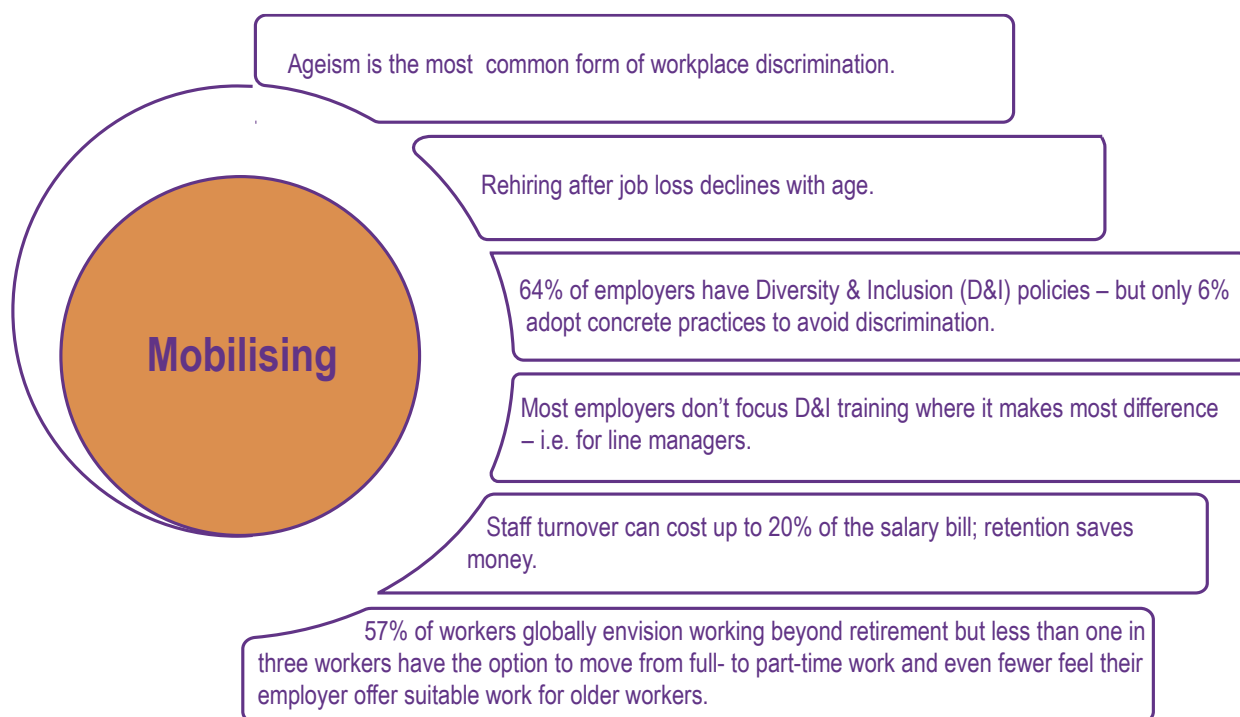 Ageism is the most  common form of workplace discrimination.
Rehiring after job loss declines with age.
64% of employers have Diversity & Inclusion (D&I) policies – but only 6%
adopt concrete practices to avoid discrimination.
Mobilising
Most employers don’t focus D&I training where it makes most difference
– i.e. for line managers.
Staff turnover can cost up to 20% of the salary bill; retention saves
money.
57% of workers globally envision working beyond retirement but less than one in
three workers have the option to move from full- to part-time work and even fewer feel their
employer offer suitable work for older workers.